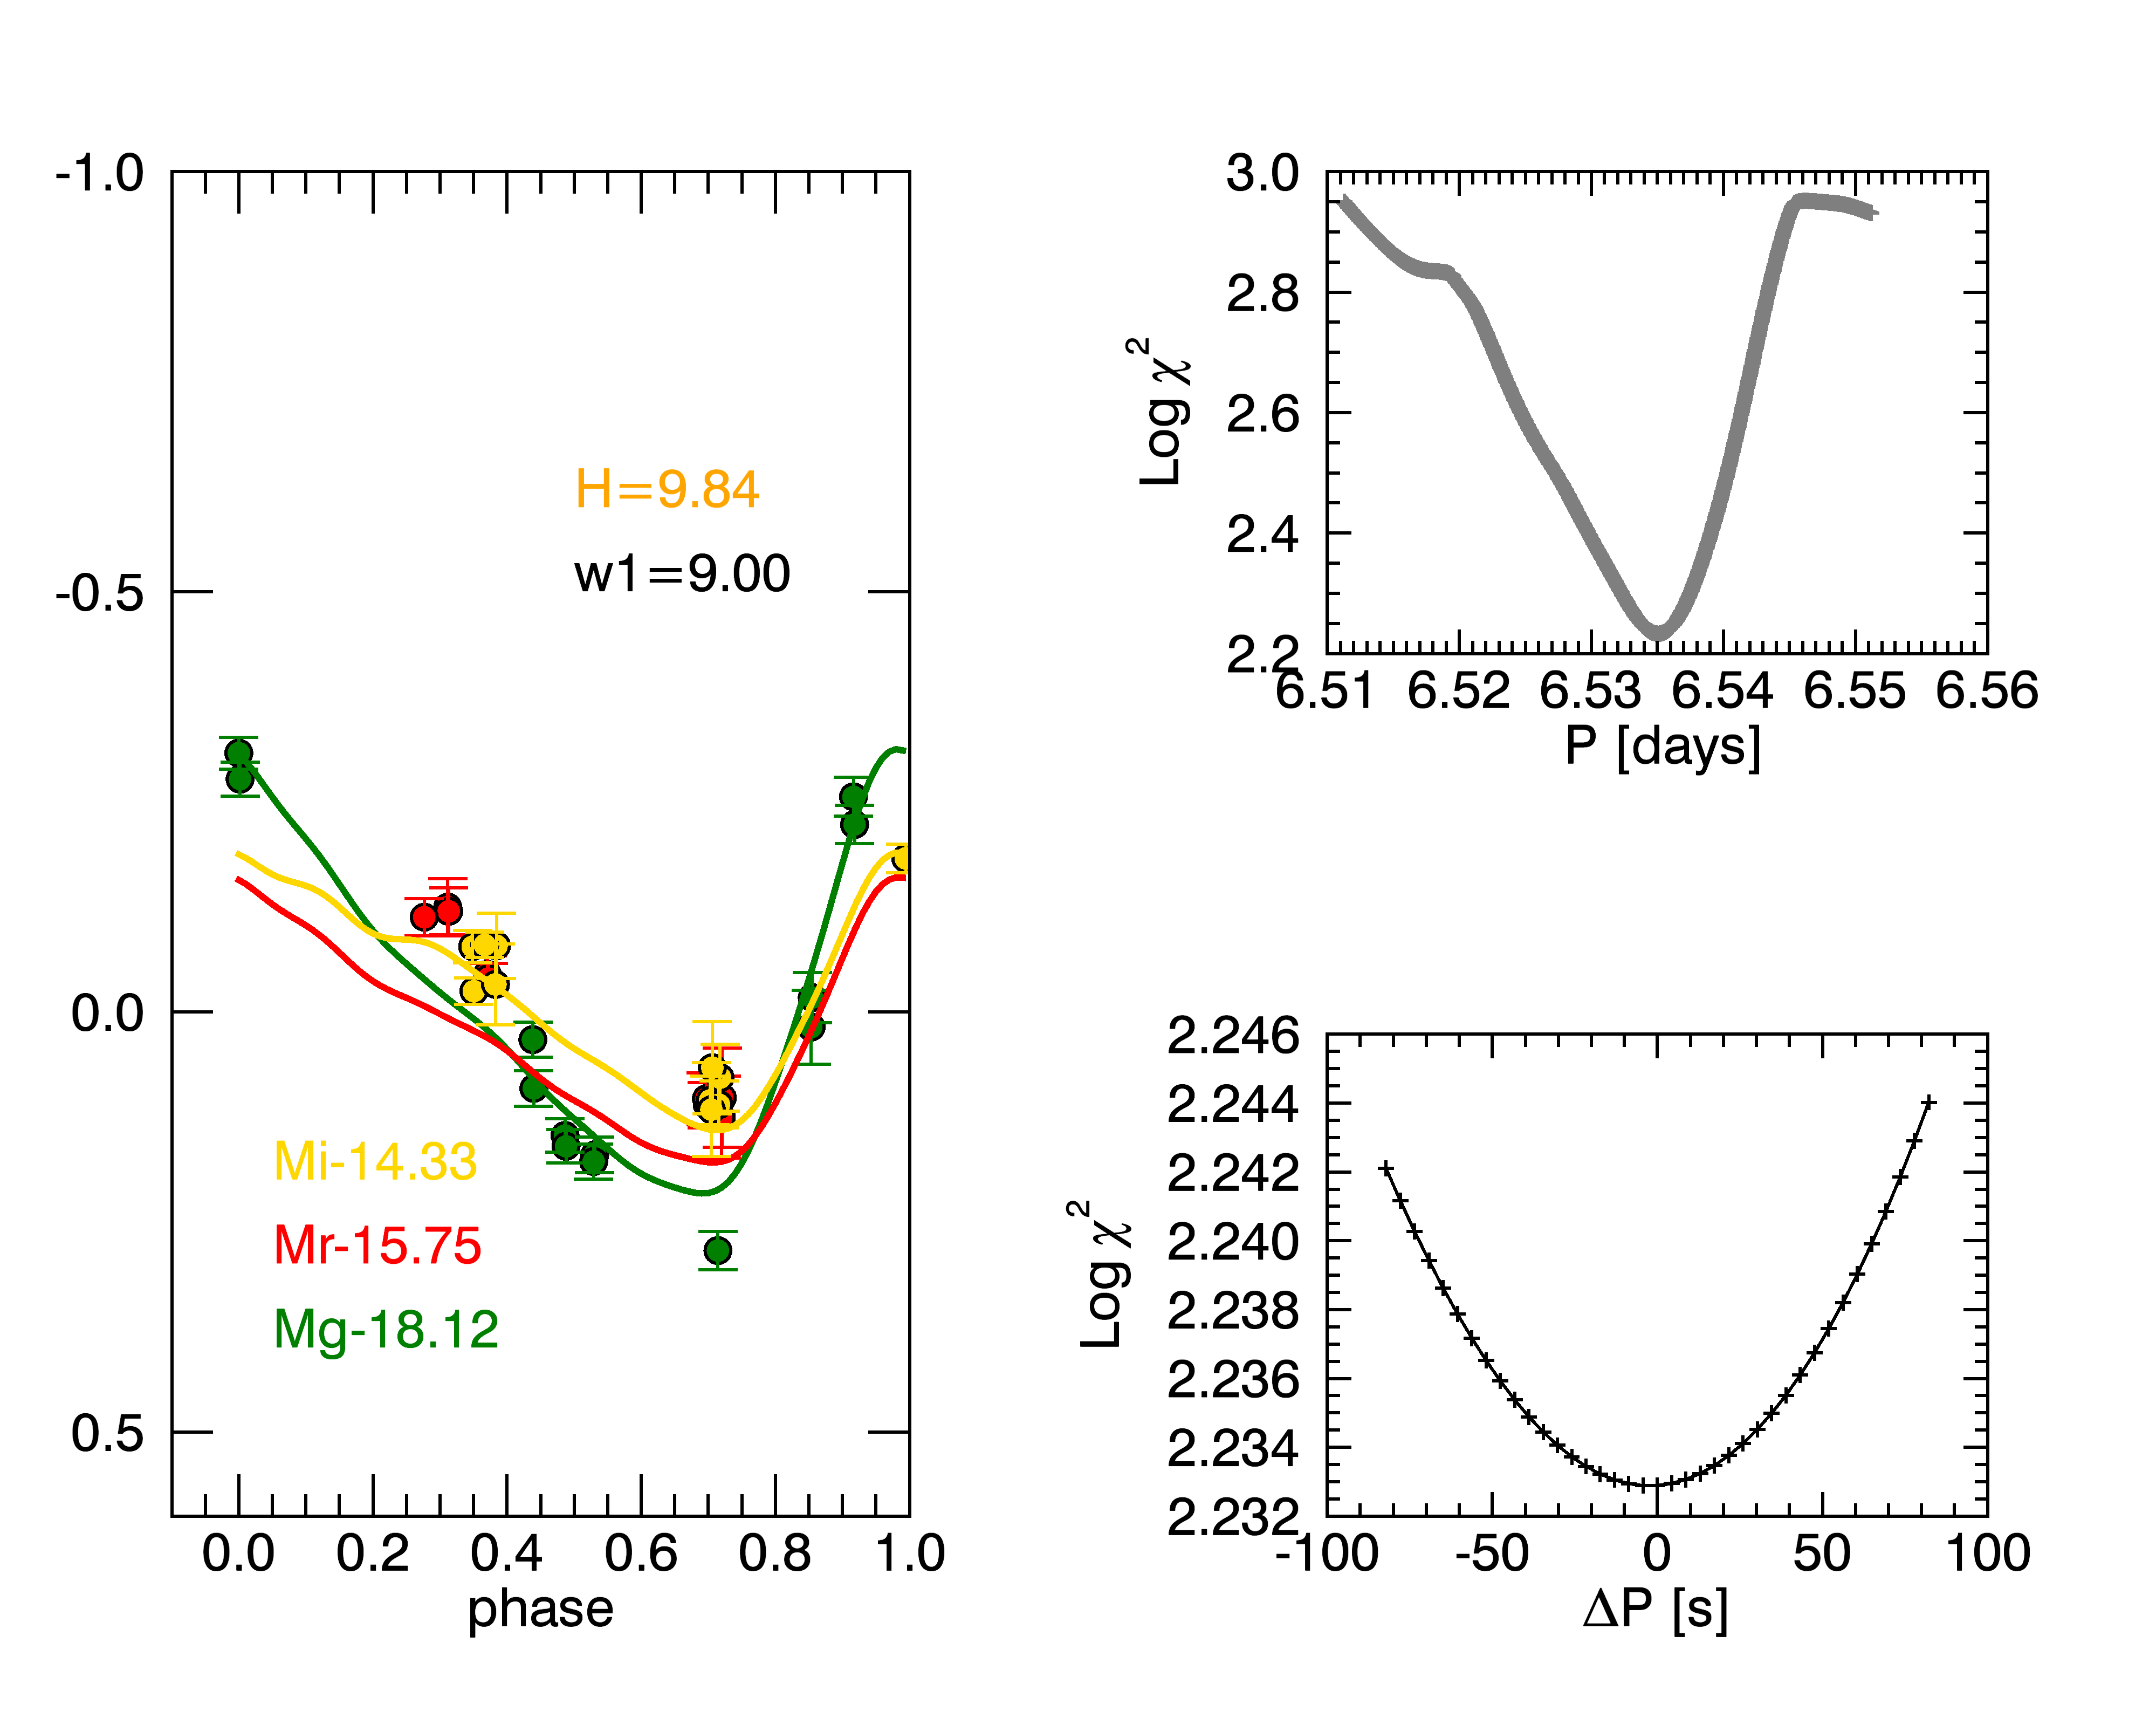 -1.0
-0.5
0.0
0.5
H=9.84
w1=9.00
Mi-14.33
Mr-15.75
Mg-18.12
0.0 0.2 0.4 0.6 0.8 1.0
phase
3.0
2.8
2.6
2.4
2.2
Log χ²
6.51 6.52 6.53 6.54 6.55 6.56
P [days]
2.246
2.244
2.242
2.240
2.238
2.236
2.234
2.232
Log χ²
-100 -50 0 50 100
ΔP [s]